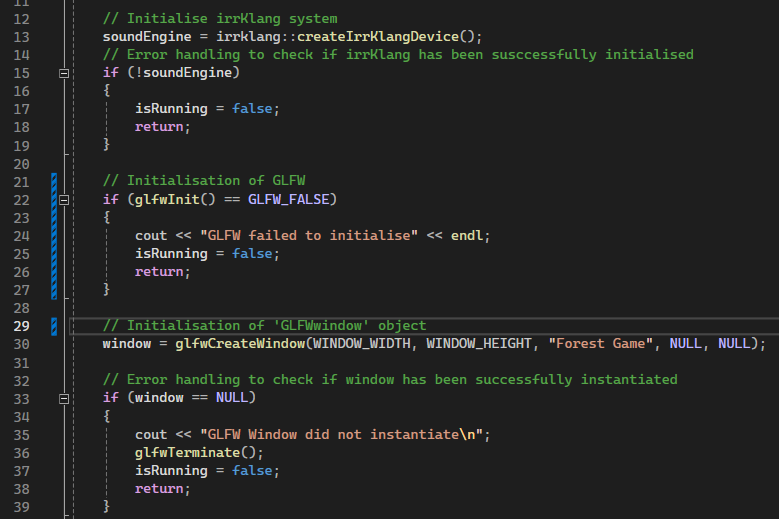 11
12 // Initialise irrKlang system
13 soundEngine = irrklang::createIrrKlangDevice();
14 // Error handling to check if irrKlang has been susccessfully initialised
15 if (!soundEngine)
16 {
17 isRunning = false;
18 return;
19 }
20
21 // Initialisation of GLFW
22 if (glfwInit() == GLFW_FALSE)
23 {
24 cout << "GLFW failed to initialise" << endl;
25 isRunning = false;
26 return;
27 }
28
29 // Initialisation of 'GLFWwindow' object
30 window = glfwCreateWindow(WINDOW_WIDTH, WINDOW_HEIGHT, "Forest Game", NULL, NULL);
31
32 // Error handling to check if window has been successfully instantiated
33 if (window == NULL)
34 {
35 cout << "GLFW Window did not instantiate\n";
36 glfwTerminate();
37 isRunning = false;
38 return;
39 }